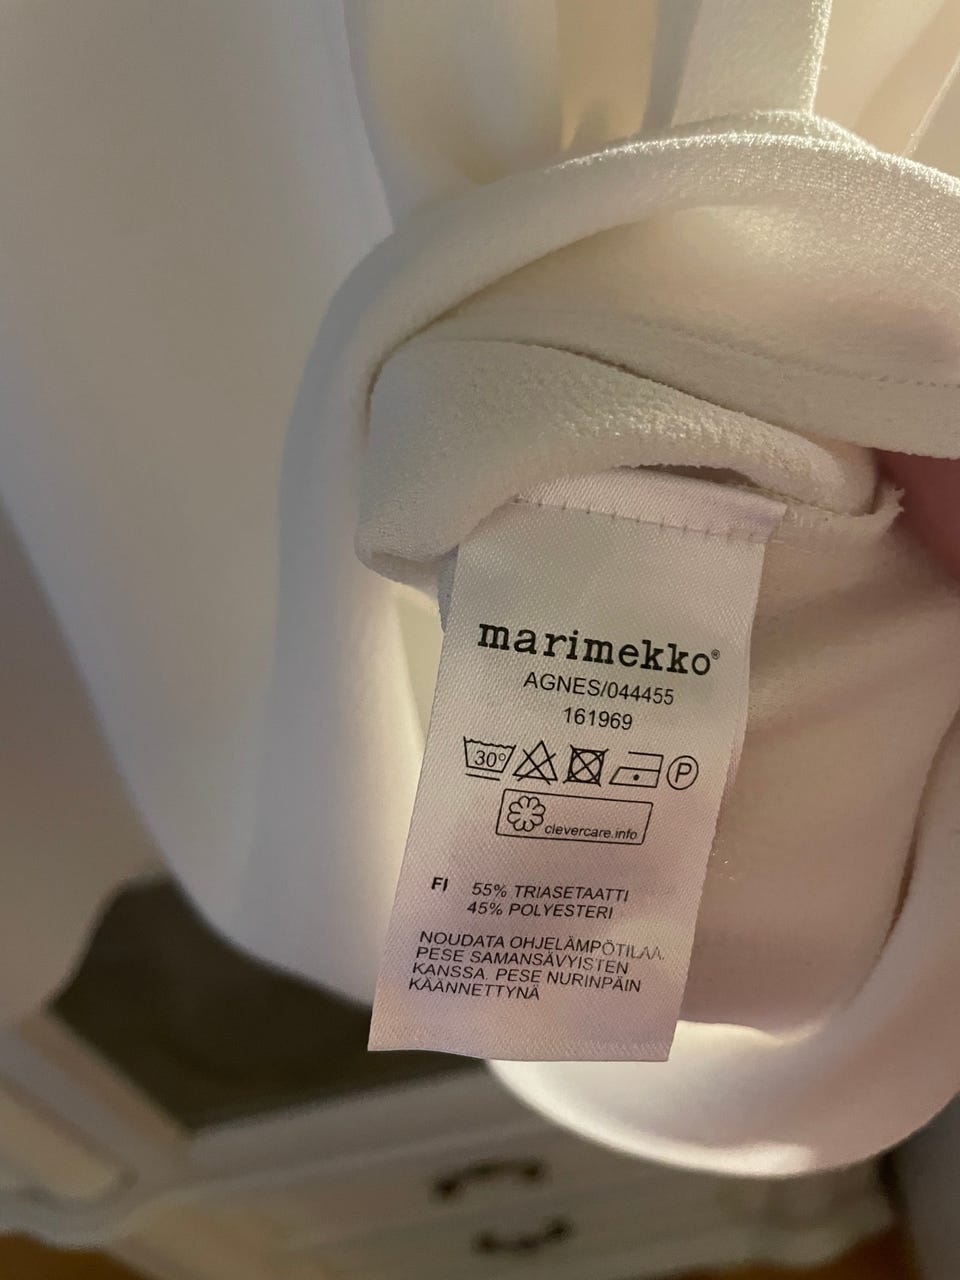 marimekko®
AGNES/044455
161969
30°
P
clevercare.info
FI 55% TRIASETAATTI
45% POLYESTERI
NOUDATA OHJELÄMPÖTILAA.
PESE SAMANSÄVYISTEN
KANSSA. PESE NURINPÄIN
KÄÄNNETTYNÄ